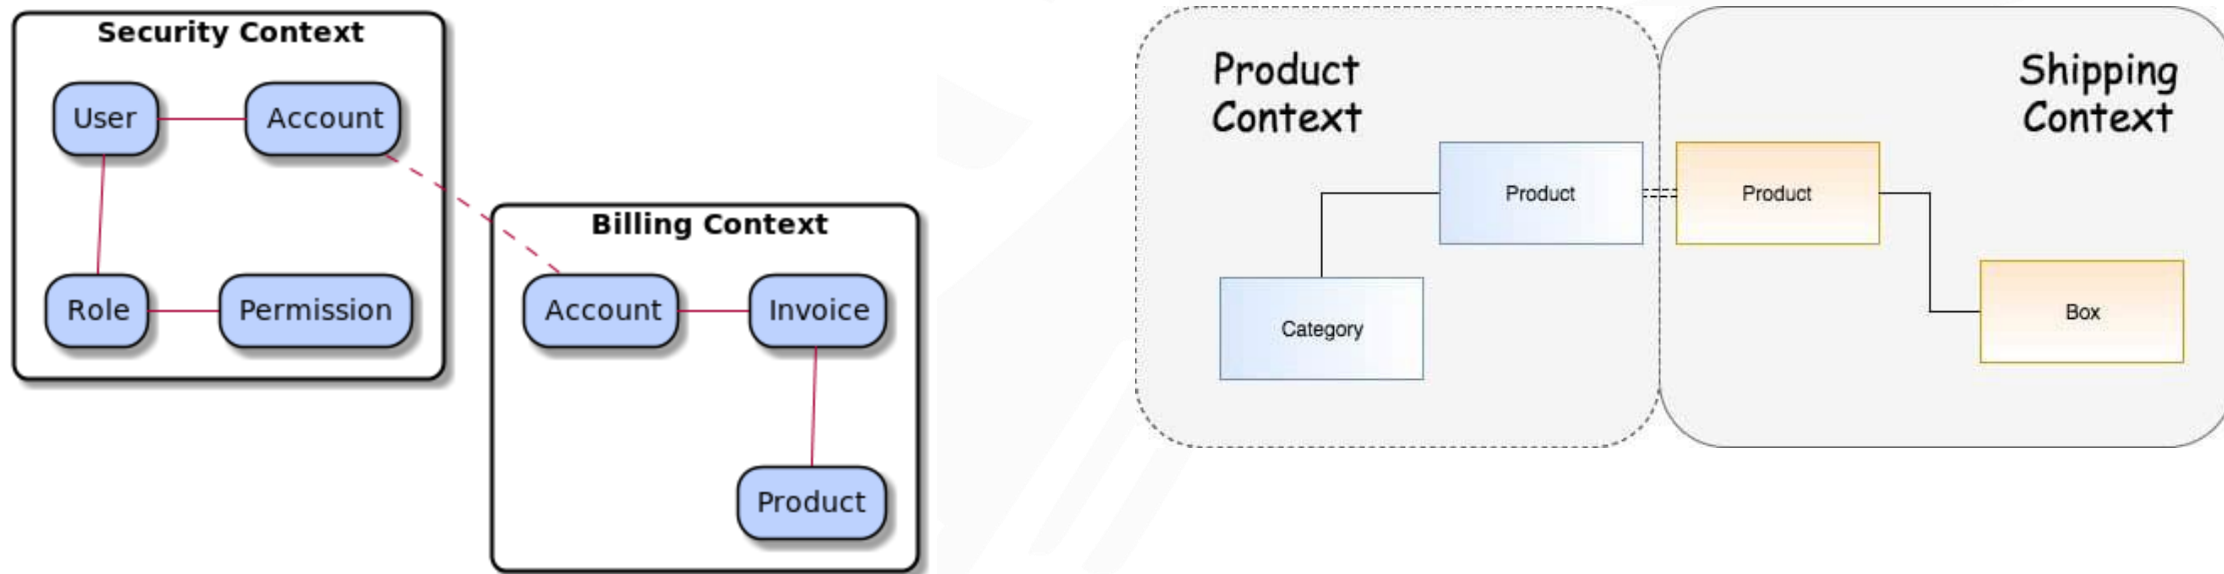 Security Context
User
Account
Role
Permission
Billing Context
Account
Invoice
Product
Product
Context
Product
Category
Shipping
Context
Product
Box